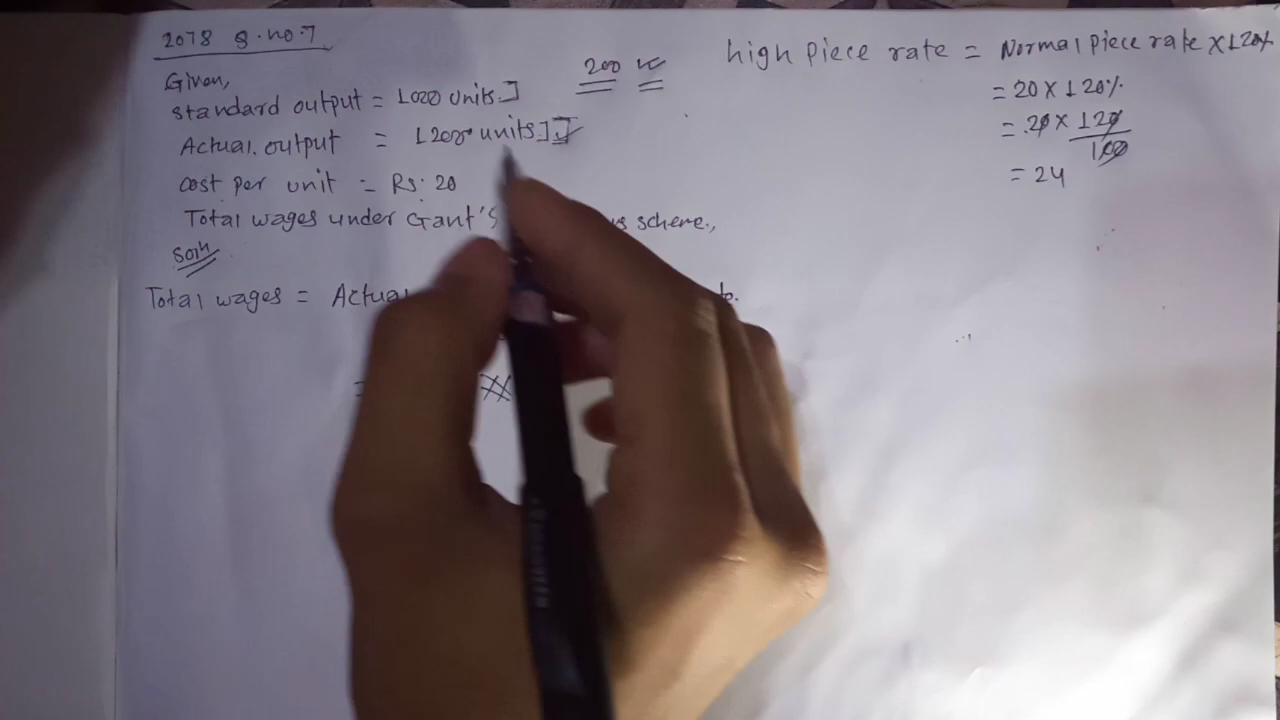 2078 Q.no.7
Given,
standard output = 1000 units.]
200
Actual output = 1200 units]]
cost per unit = Rs. 20
Total wages under Gant's scheme.,
soln
Total wages = Actua
high piece rate = Normal piece rate x 120%
= 20 x 120%
= 20 x 120/100
= 24